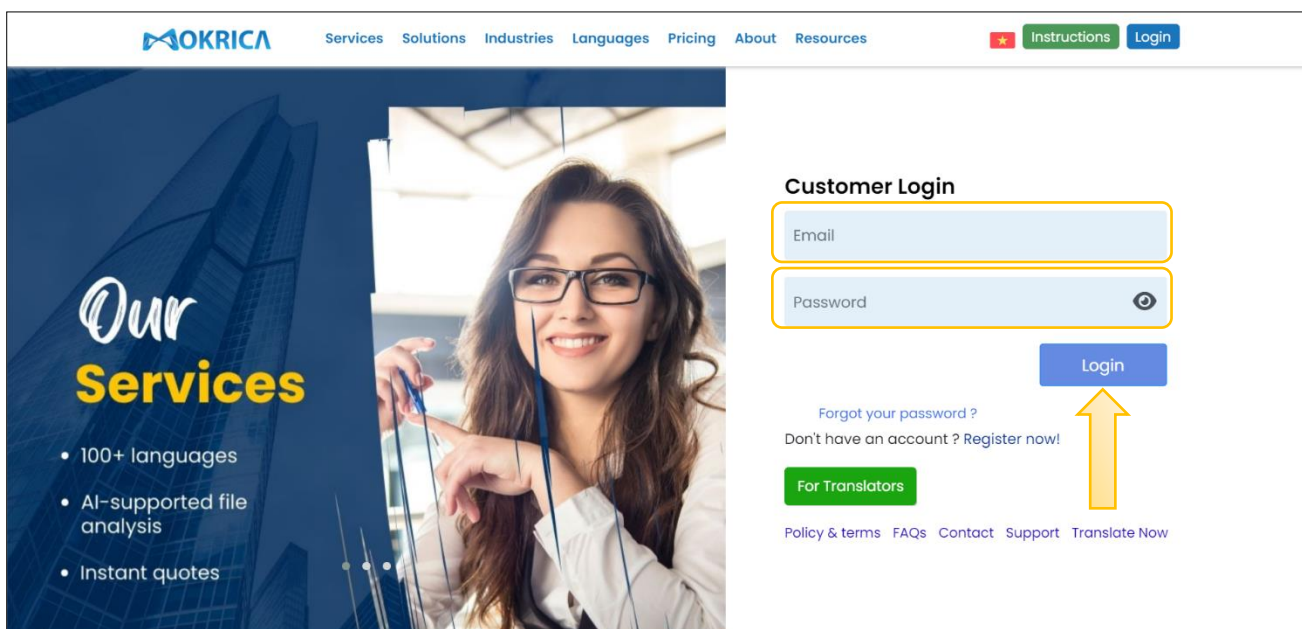 MOKRICA
Services Solutions Industries Languages Pricing About Resources
Instructions Login
Our
Services
• 100+ languages
• AI-supported file
analysis
• Instant quotes
Customer Login
Email
Password
Login
Forgot your password ?
Don't have an account ? Register now!
For Translators
Policy & terms FAQs Contact Support Translate Now